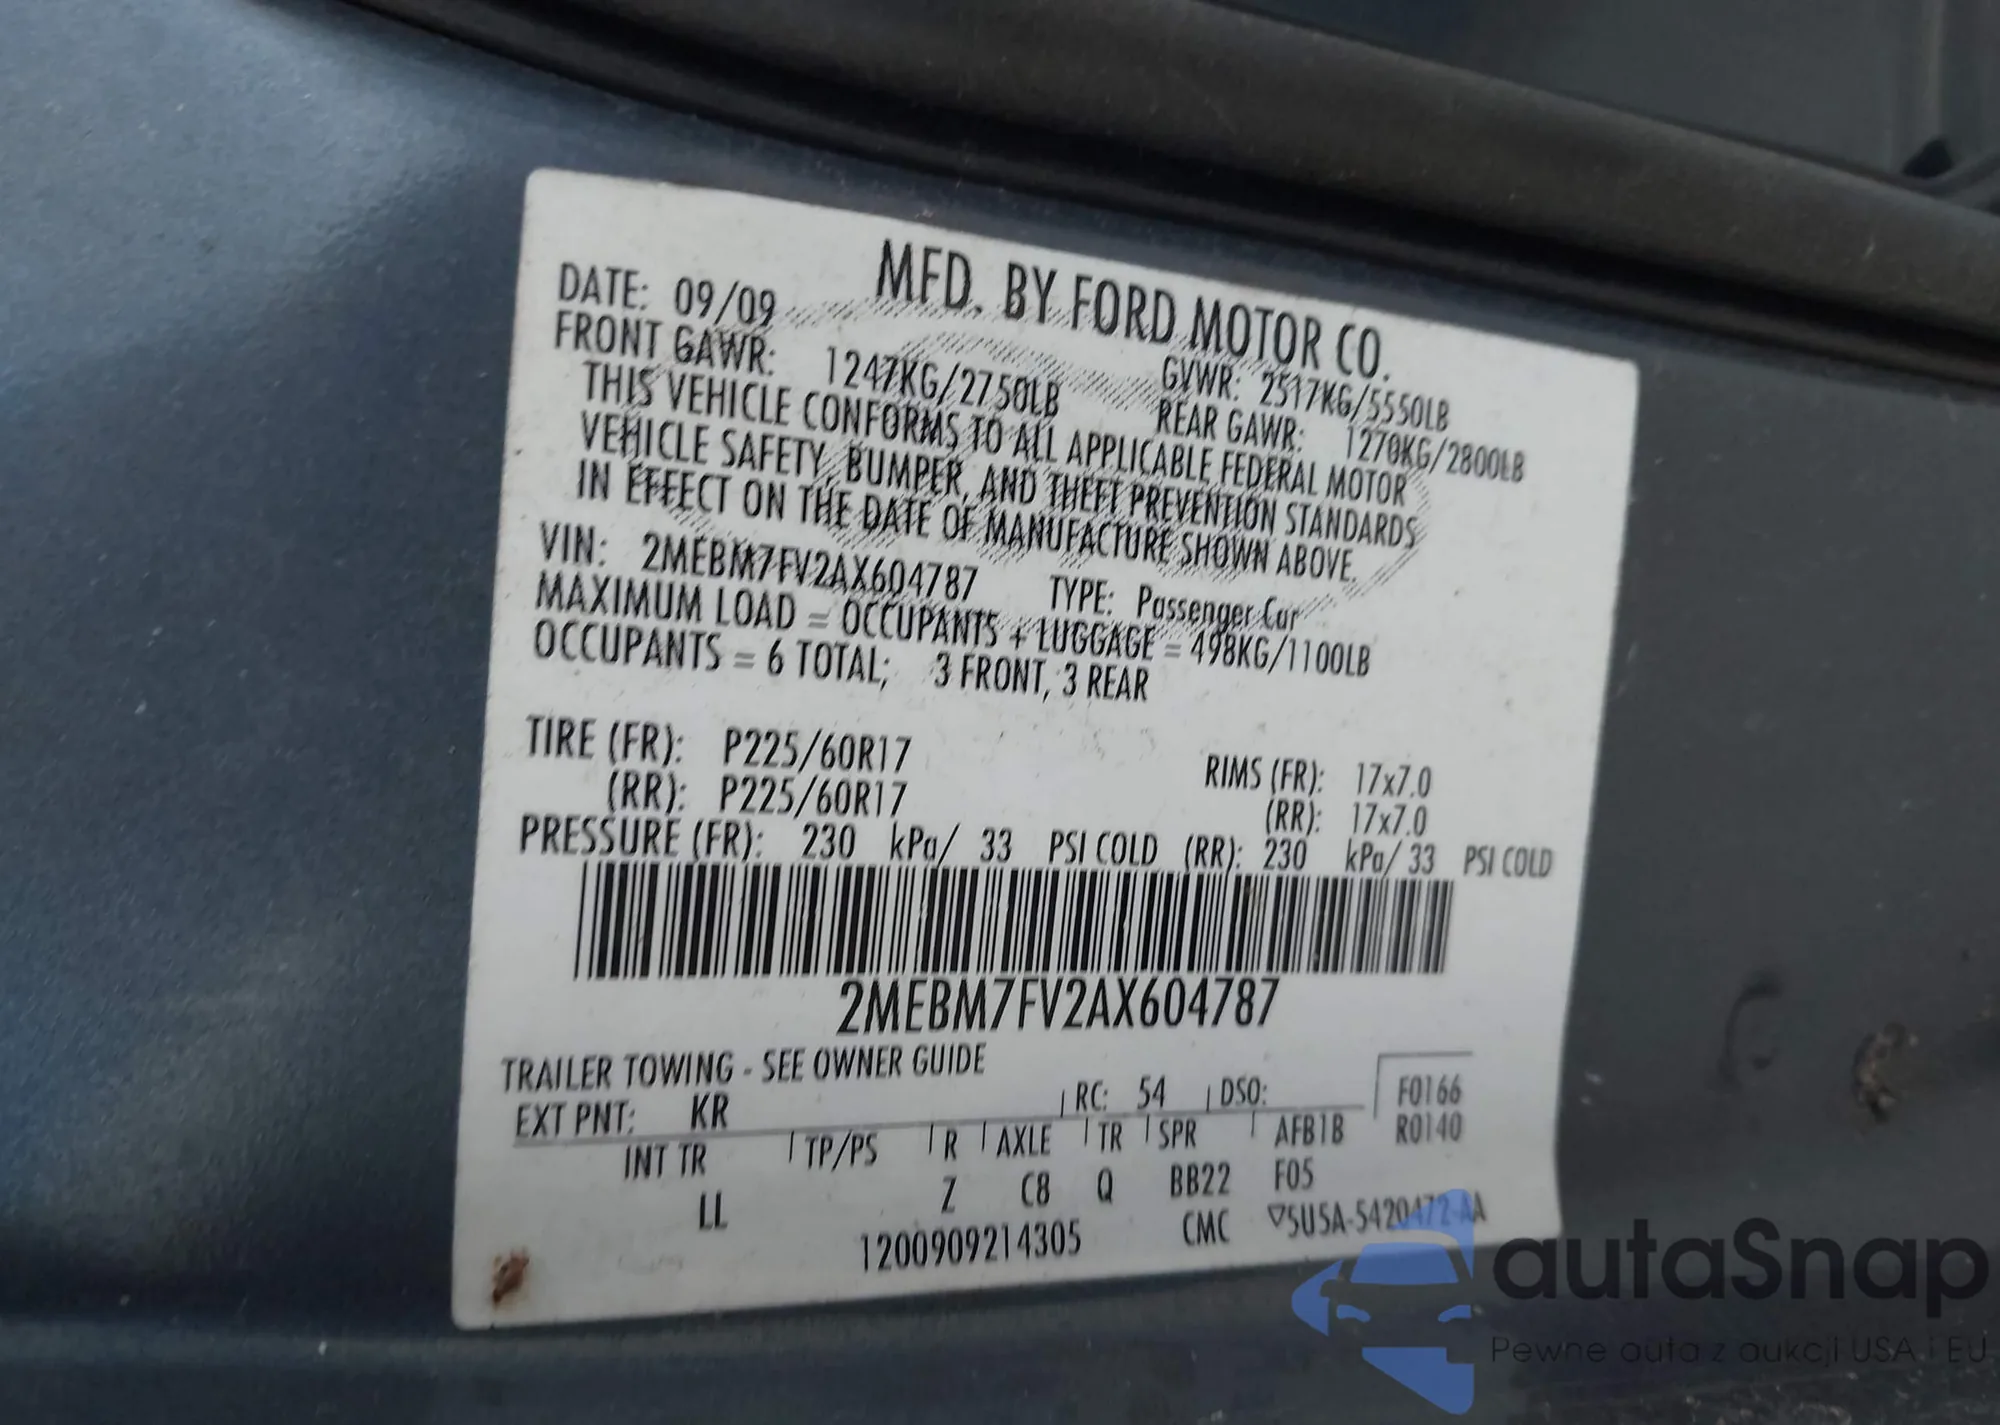 MFD. BY FORD MOTOR CO.
DATE: 09/09
GVWR: 2517KG/5550LB
FRONT GAWR: 1247KG/2750LB
REAR GAWR: 1270KG/2800LB
THIS VEHICLE CONFORMS TO ALL APPLICABLE FEDERAL MOTOR
VEHICLE SAFETY, BUMPER, AND THEFT PREVENTION STANDARDS
IN EFFECT ON THE DATE OF MANUFACTURE SHOWN ABOVE.
VIN: 2MEBM7FV2AX604787 TYPE: Passenger Car
MAXIMUM LOAD = OCCUPANTS + LUGGAGE = 498KG/1100LB
OCCUPANTS = 6 TOTAL; 3 FRONT, 3 REAR
TIRE (FR): P225/60R17 RIMS (FR): 17x7.0
(RR): P225/60R17 (RR): 17x7.0
PRESSURE (FR): 230 kPa/ 33 PSI COLD (RR): 230 kPa/ 33 PSI COLD
2MEBM7FV2AX604787
TRAILER TOWING - SEE OWNER GUIDE
EXT PNT: KR RC: 54 DSO: F0166
INT TR TP/PS R AXLE TR SPR AFB1B R0140
LL Z C8 Q BB22 F05
1200909214305 CMC ▽5U5A-5420472-AA
autaSnap
Pewne auta z aukcji USA i EU